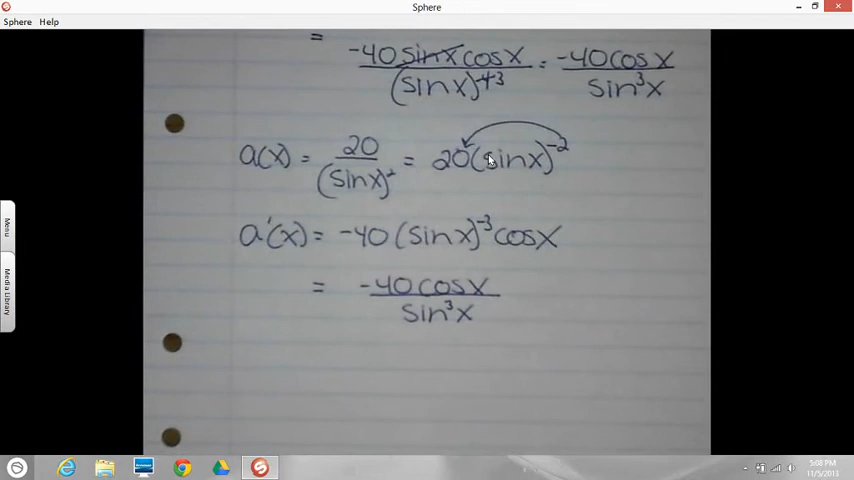 Sphere
Sphere Help
=
-40 sinx cosx / (sinx)^43 = -40cosx / sin³x
a(x) = 20 / (sinx)² = 20(sinx)⁻²
a'(x) = -40 (sinx)⁻³ cosx
= -40cosx / sin³x
Menu
Media Library
5:08 PM
11/5/2013